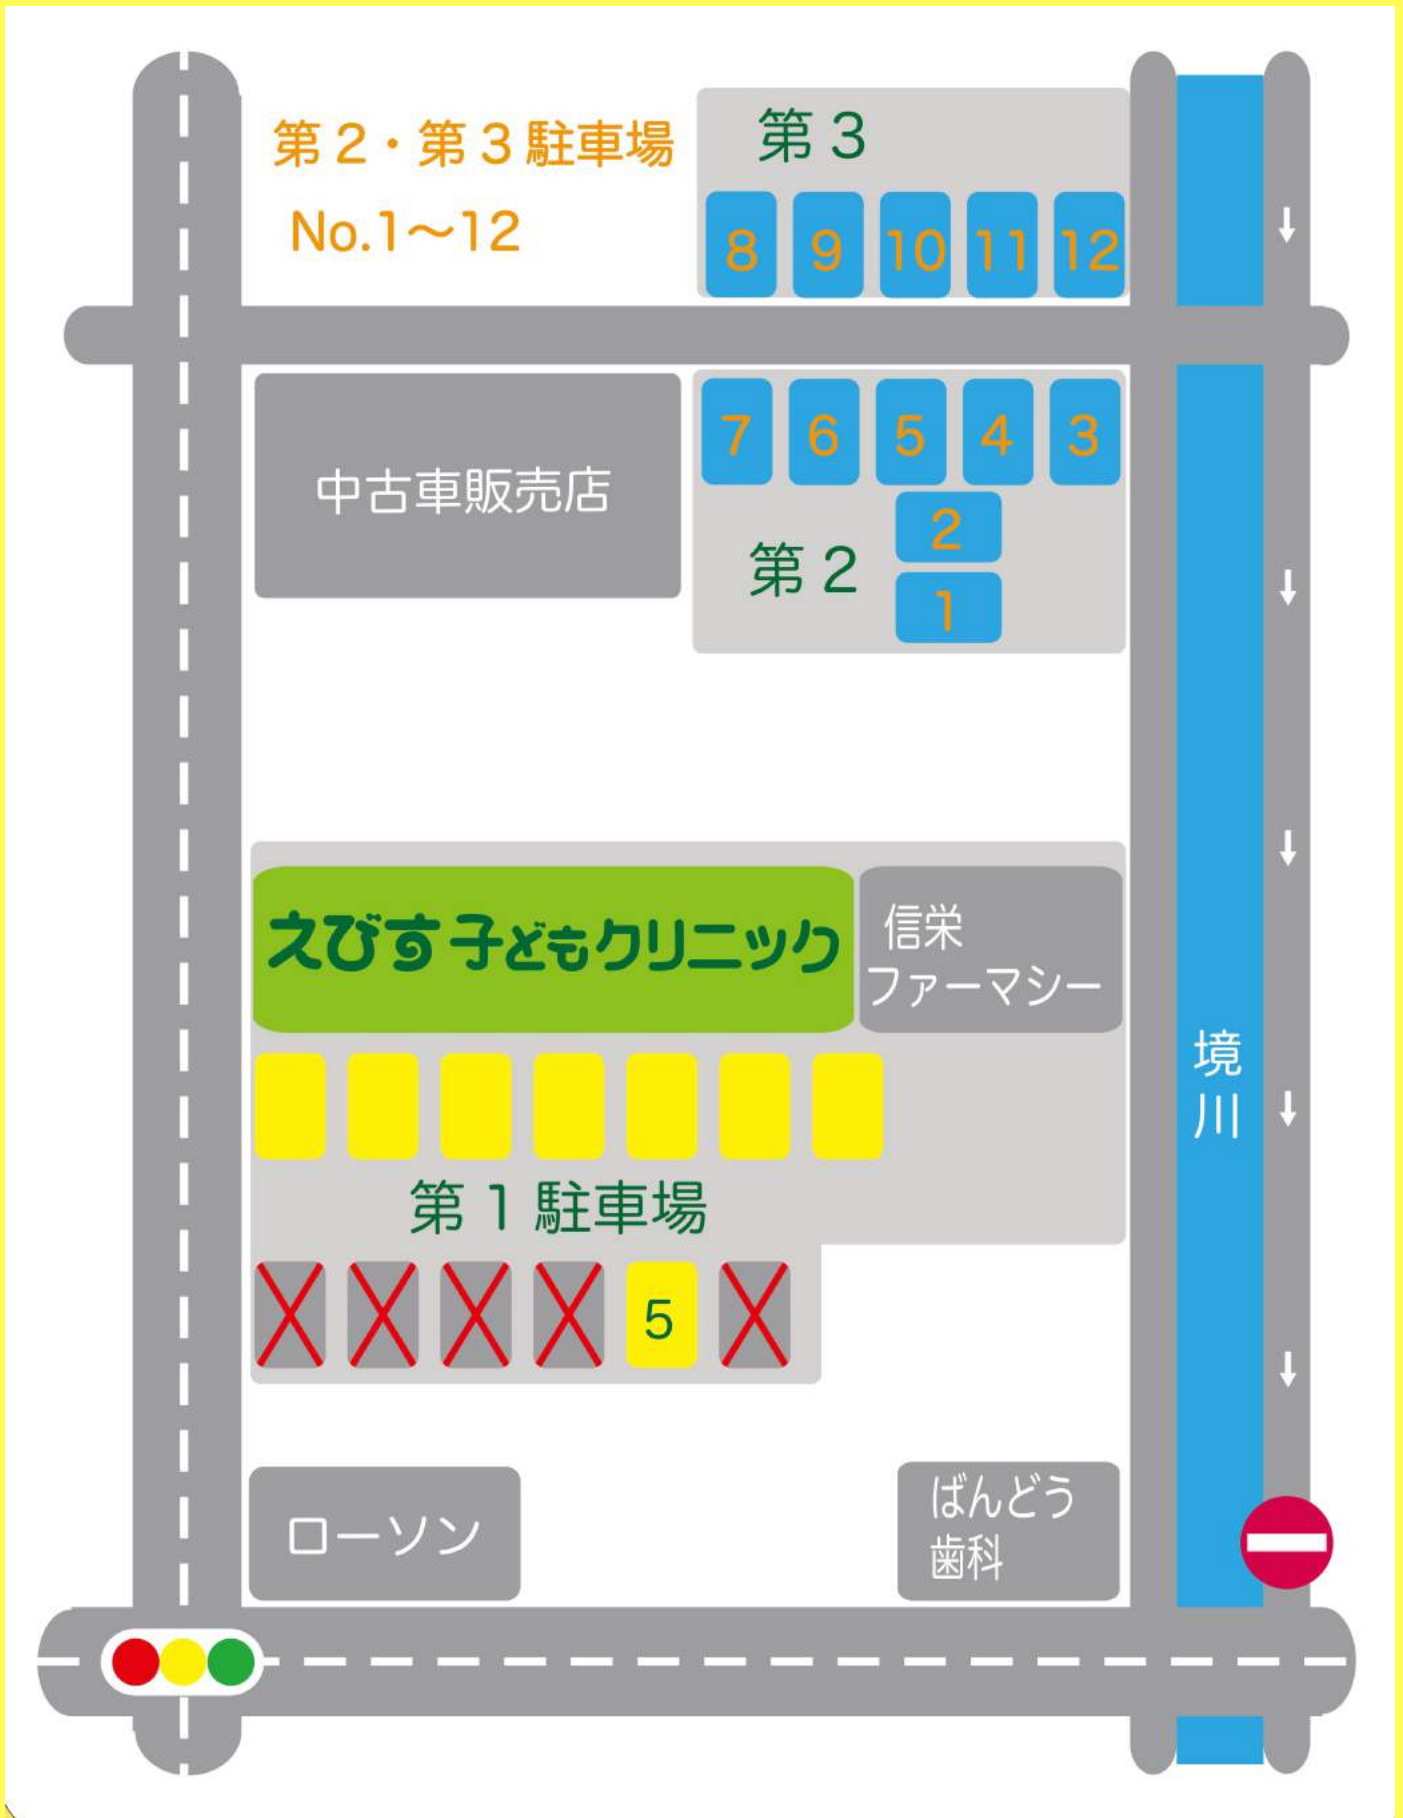 第２・第３駐車場
No.1～12
第３
8 9 10 11 12
7 6 5 4 3
中古車販売店
2
第２
1
えびす子どもクリニック
信栄
ファーマシー
境川
第１駐車場
5
ローソン
ばんどう
歯科